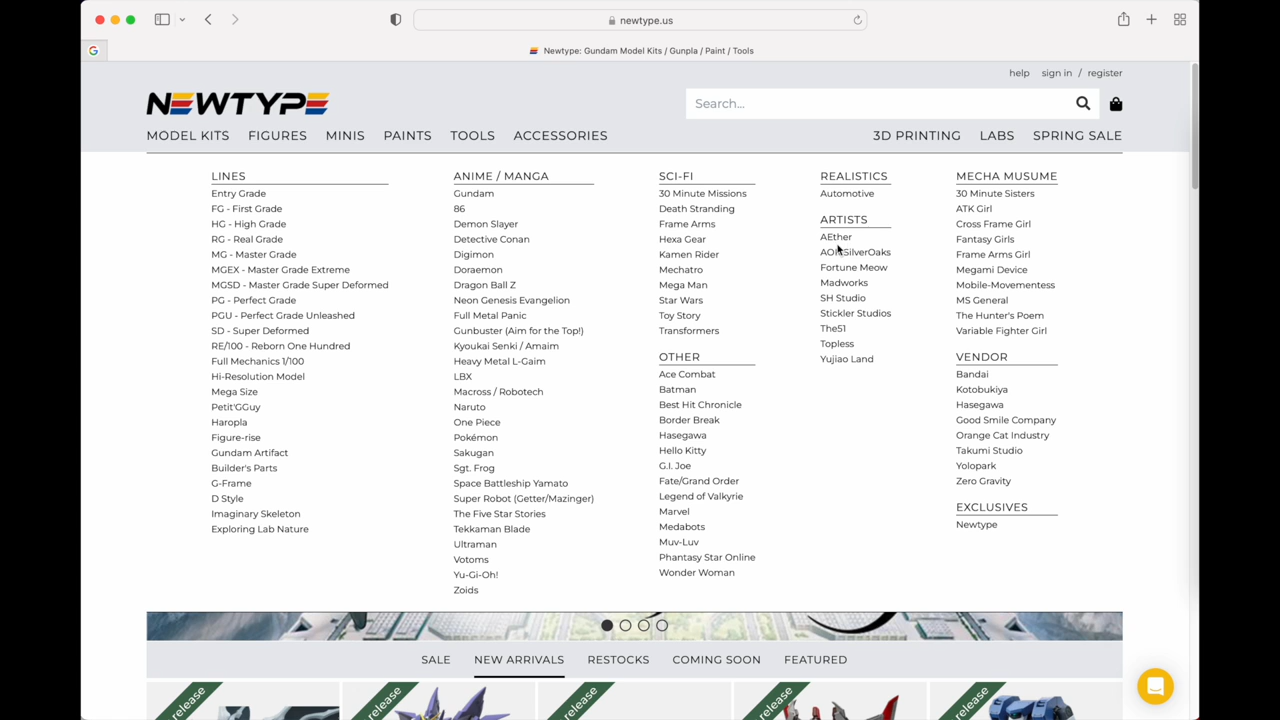 newtype.us
Newtype: Gundam Model Kits / Gunpla / Paint / Tools
help sign in / register
NEWTYPE
Search...
MODEL KITS FIGURES MINIS PAINTS TOOLS ACCESSORIES 3D PRINTING LABS SPRING SALE
LINES
Entry Grade
FG - First Grade
HG - High Grade
RG - Real Grade
MG - Master Grade
MGEX - Master Grade Extreme
MGSD - Master Grade Super Deformed
PG - Perfect Grade
PGU - Perfect Grade Unleashed
SD - Super Deformed
RE/100 - Reborn One Hundred
Full Mechanics 1/100
Hi-Resolution Model
Mega Size
Petit'GGuy
Haropla
Figure-rise
Gundam Artifact
Builder's Parts
G-Frame
D Style
Imaginary Skeleton
Exploring Lab Nature
ANIME / MANGA
Gundam
86
Demon Slayer
Detective Conan
Digimon
Doraemon
Dragon Ball Z
Neon Genesis Evangelion
Full Metal Panic
Gunbuster (Aim for the Top!)
Kyoukai Senki / Amaim
Heavy Metal L-Gaim
LBX
Macross / Robotech
Naruto
One Piece
Pokémon
Sakugan
Sgt. Frog
Space Battleship Yamato
Super Robot (Getter/Mazinger)
The Five Star Stories
Tekkaman Blade
Ultraman
Votoms
Yu-Gi-Oh!
Zoids
SCI-FI
30 Minute Missions
Death Stranding
Frame Arms
Hexa Gear
Kamen Rider
Mechatro
Mega Man
Star Wars
Toy Story
Transformers
OTHER
Ace Combat
Batman
Best Hit Chronicle
Border Break
Hasegawa
Hello Kitty
G.I. Joe
Fate/Grand Order
Legend of Valkyrie
Marvel
Medabots
Muv-Luv
Phantasy Star Online
Wonder Woman
REALISTICS
Automotive
ARTISTS
AEther
Fortune Meow
Madworks
SH Studio
Stickler Studios
The51
Topless
Yujiao Land
MECHA MUSUME
30 Minute Sisters
ATK Girl
Cross Frame Girl
Fantasy Girls
Frame Arms Girl
Megami Device
Mobile-Movementess
MS General
The Hunter's Poem
Variable Fighter Girl
VENDOR
Bandai
Kotobukiya
Hasegawa
Good Smile Company
Orange Cat Industry
Takumi Studio
Yolopark
Zero Gravity
EXCLUSIVES
Newtype
SALE NEW ARRIVALS RESTOCKS COMING SOON FEATURED
release release release release